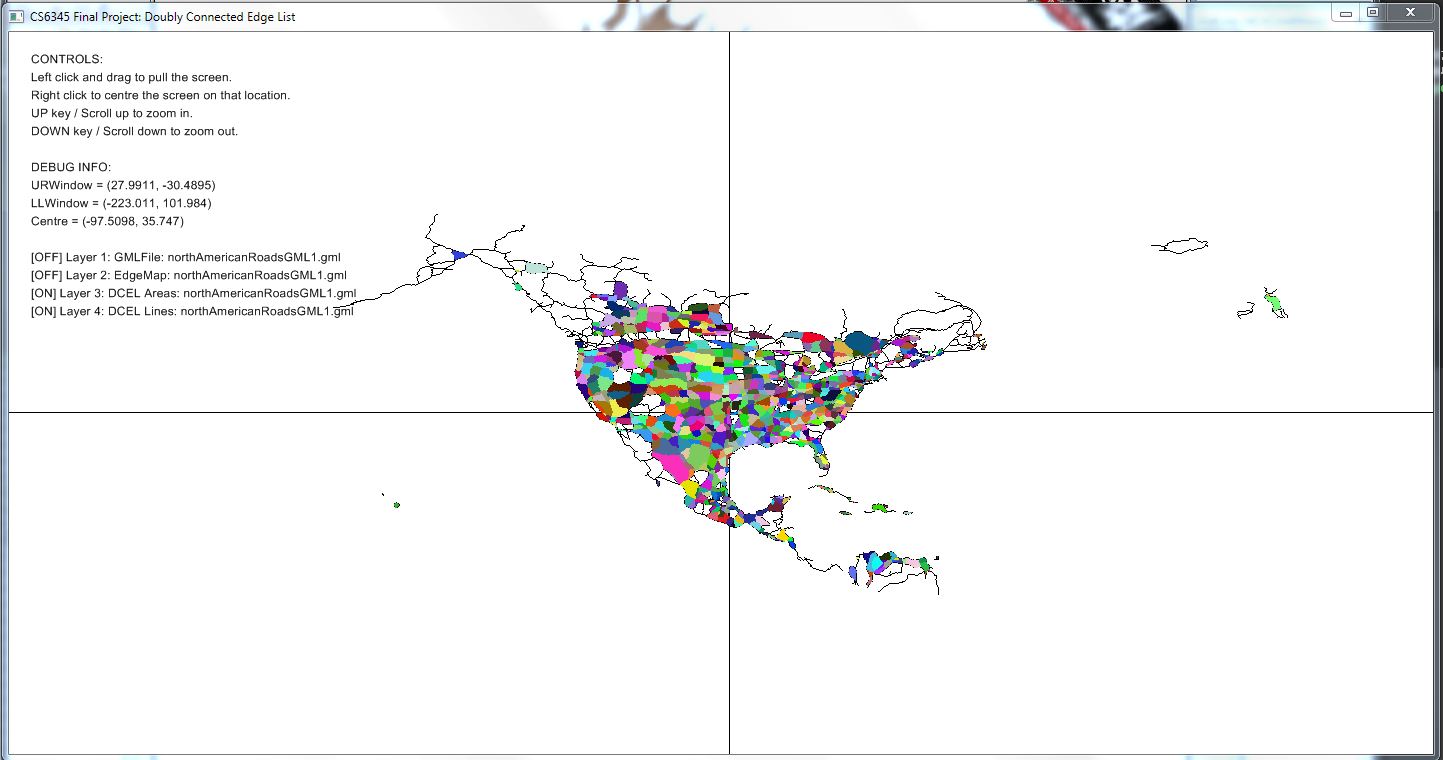 CS6345 Final Project: Doubly Connected Edge List
CONTROLS:
Left click and drag to pull the screen.
Right click to centre the screen on that location.
UP key / Scroll up to zoom in.
DOWN key / Scroll down to zoom out.
DEBUG INFO:
URWindow = (27.9911, -30.4895)
LLWindow = (-223.011, 101.984)
Centre = (-97.5098, 35.747)
[OFF] Layer 1: GMLFile: northAmericanRoadsGML1.gml
[OFF] Layer 2: EdgeMap: northAmericanRoadsGML1.gml
[ON] Layer 3: DCEL Areas: northAmericanRoadsGML1.gml
[ON] Layer 4: DCEL Lines: northAmericanRoadsGML1.gml